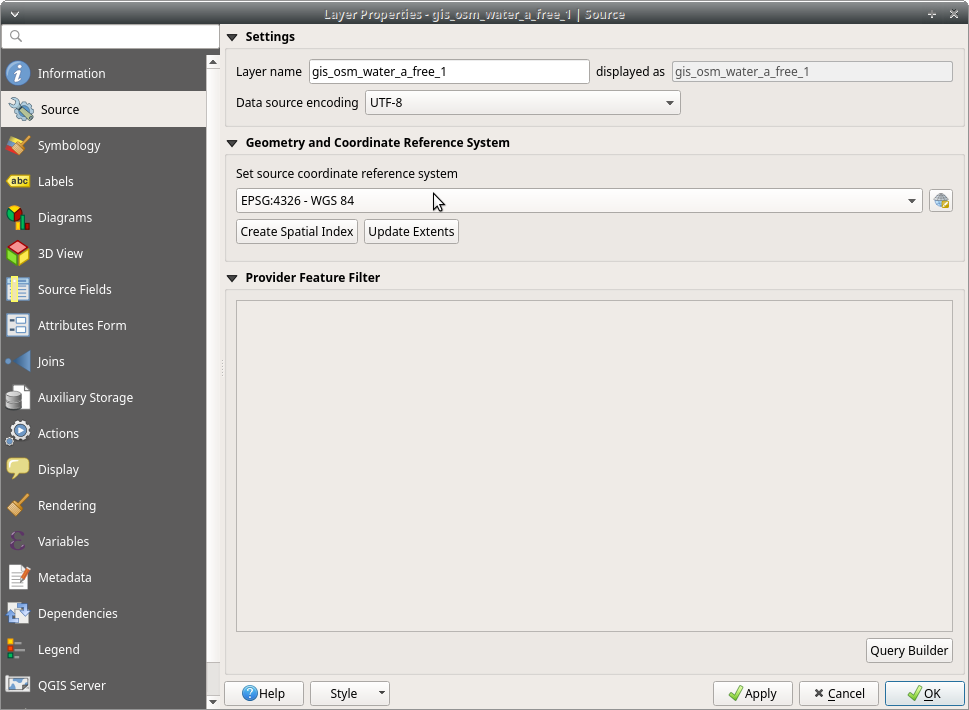 Layer Properties - gis_osm_water_a_free_1 | Source
Information
Source
Symbology
abc Labels
Diagrams
3D View
Source Fields
Attributes Form
Joins
Auxiliary Storage
Actions
Display
Rendering
Variables
Metadata
Dependencies
Legend
QGIS Server
Settings
Layer name gis_osm_water_a_free_1 displayed as gis_osm_water_a_free_1
Data source encoding UTF-8
Geometry and Coordinate Reference System
Set source coordinate reference system
EPSG:4326 - WGS 84
Create Spatial Index Update Extents
Provider Feature Filter
Query Builder
Help Style Apply Cancel OK